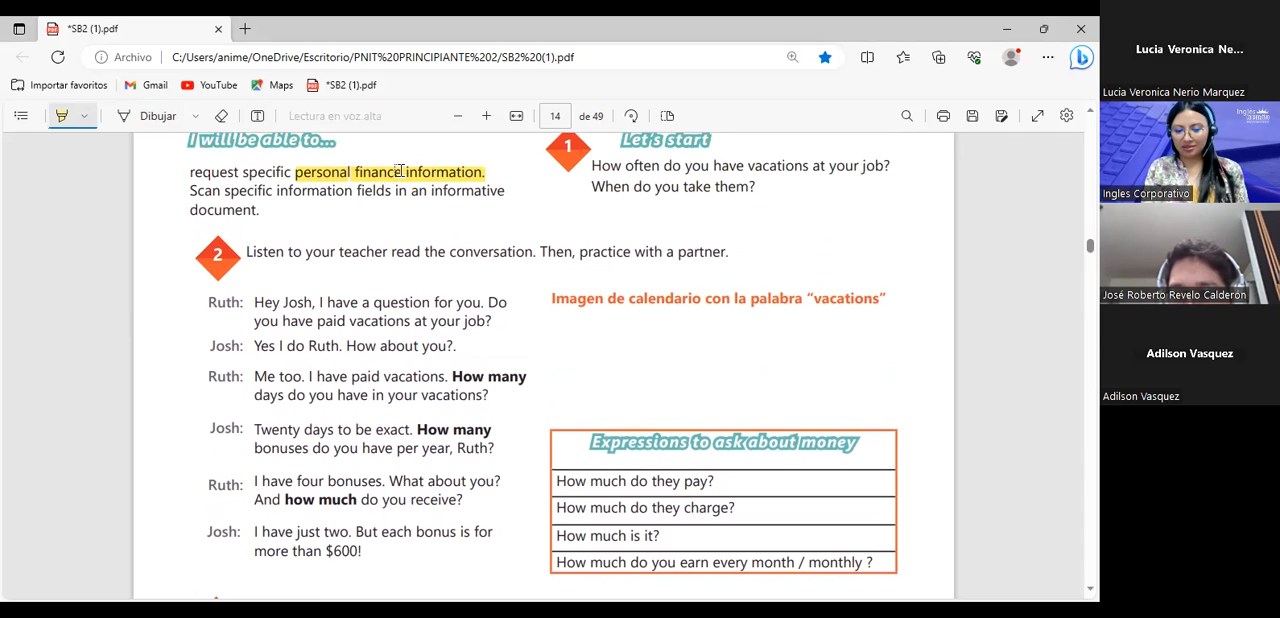 *SB2 (1).pdf
Archivo
C:/Users/anime/OneDrive/Escritorio/PNIT%20PRINCIPIANTE%202/SB2%20(1).pdf
Importar favoritos
Gmail
YouTube
Maps
*SB2 (1).pdf
Dibujar
Lectura en voz alta
14
de 49
I will be able to...
request specific personal finance information.
Scan specific information fields in an informative
document.
1
Let's start
How often do you have vacations at your job?
When do you take them?
2
Listen to your teacher read the conversation. Then, practice with a partner.
Ruth: Hey Josh, I have a question for you. Do
you have paid vacations at your job?
Josh: Yes I do Ruth. How about you?.
Ruth: Me too. I have paid vacations. How many
days do you have in your vacations?
Josh: Twenty days to be exact. How many
bonuses do you have per year, Ruth?
Ruth: I have four bonuses. What about you?
And how much do you receive?
Josh: I have just two. But each bonus is for
more than $600!
Imagen de calendario con la palabra “vacations”
Expressions to ask about money
How much do they pay?
How much do they charge?
How much is it?
How much do you earn every month / monthly ?
Lucia Veronica Ne...
Lucia Veronica Nerio Marquez
Ingles Corporativo
José Roberto Revelo Calderón
Adilson Vasquez
Adilson Vasquez